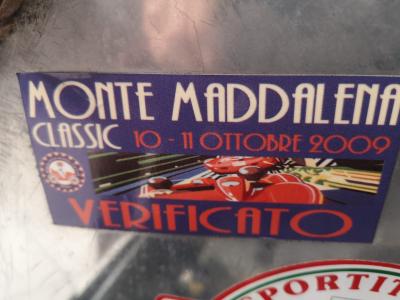 MONTE MADDALENA
CLASSIC 10 - 11 OTTOBRE 2009
VERIFICATO